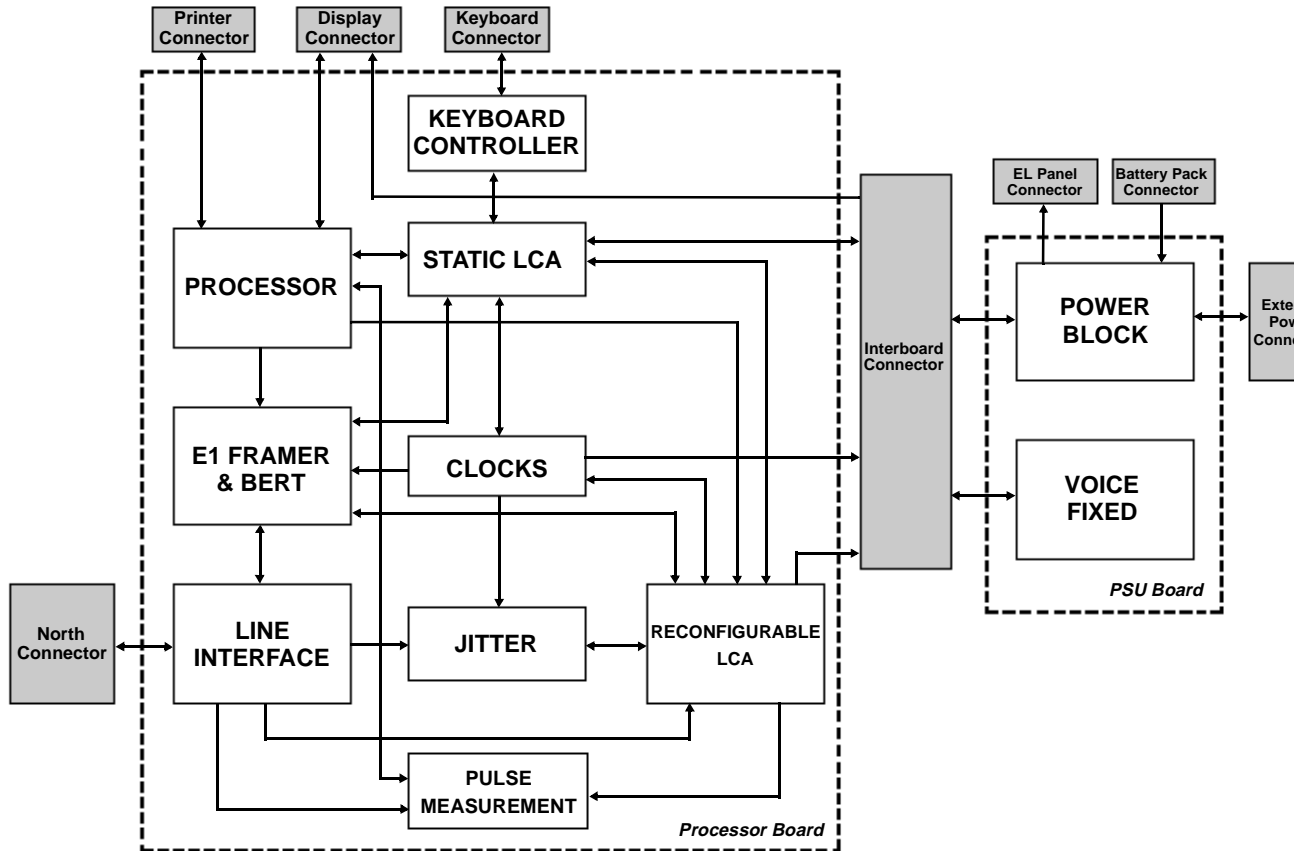 Printer
Connector
Display
Connector
Keyboard
Connector
KEYBOARD
CONTROLLER
EL Panel
Connector
Battery Pack
Connector
PROCESSOR
STATIC LCA
Interboard
Connector
POWER
BLOCK
E1 FRAMER
& BERT
CLOCKS
VOICE
FIXED
PSU Board
North
Connector
LINE
INTERFACE
JITTER
RECONFIGURABLE
LCA
PULSE
MEASUREMENT
Processor Board